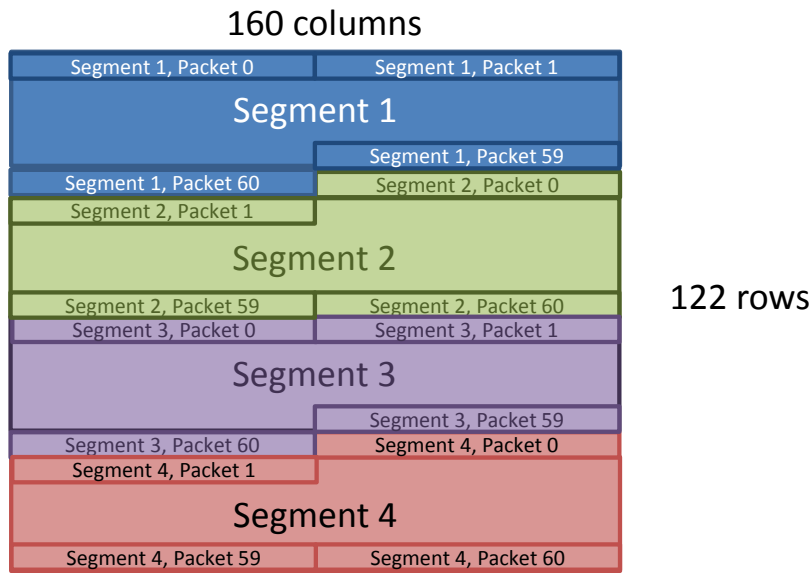 160 columns
Segment 1, Packet 0
Segment 1, Packet 1
Segment 1
Segment 1, Packet 59
Segment 1, Packet 60
Segment 2, Packet 0
Segment 2, Packet 1
Segment 2
122 rows
Segment 2, Packet 59
Segment 2, Packet 60
Segment 3, Packet 0
Segment 3, Packet 1
Segment 3
Segment 3, Packet 59
Segment 3, Packet 60
Segment 4, Packet 0
Segment 4, Packet 1
Segment 4
Segment 4, Packet 59
Segment 4, Packet 60